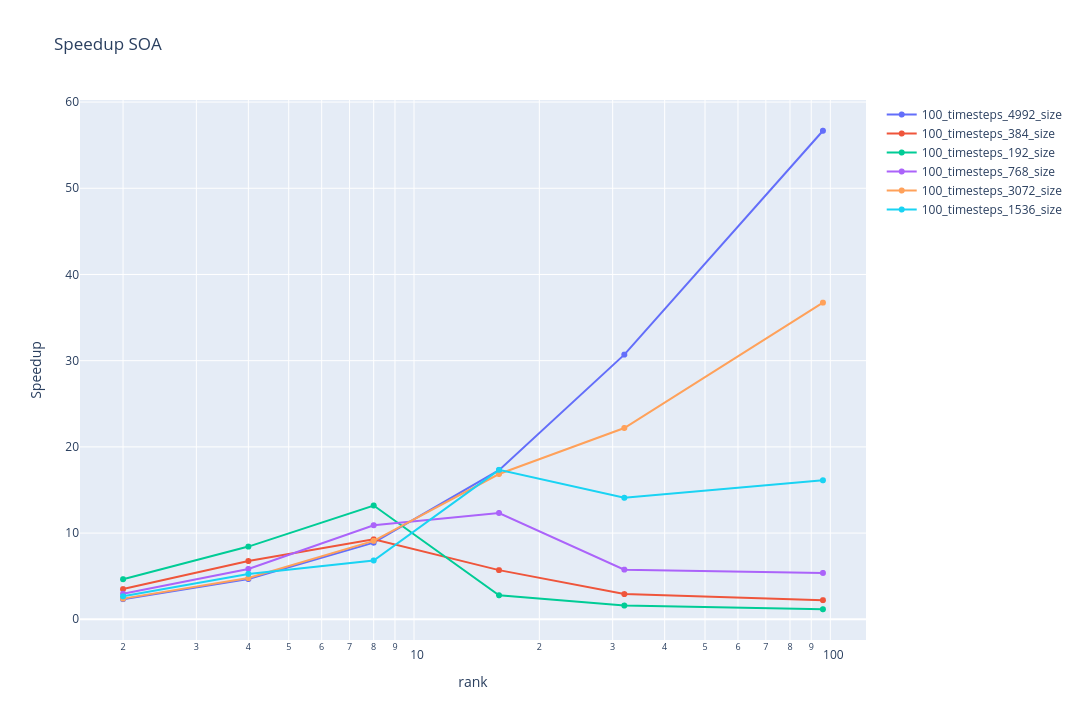 Speedup SOA
60
50
40
30
20
10
0
Speedup
2 3 4 5 6 7 8 9 10 2 3 4 5 6 7 8 9 100
rank
100_timesteps_4992_size
100_timesteps_384_size
100_timesteps_192_size
100_timesteps_768_size
100_timesteps_3072_size
100_timesteps_1536_size